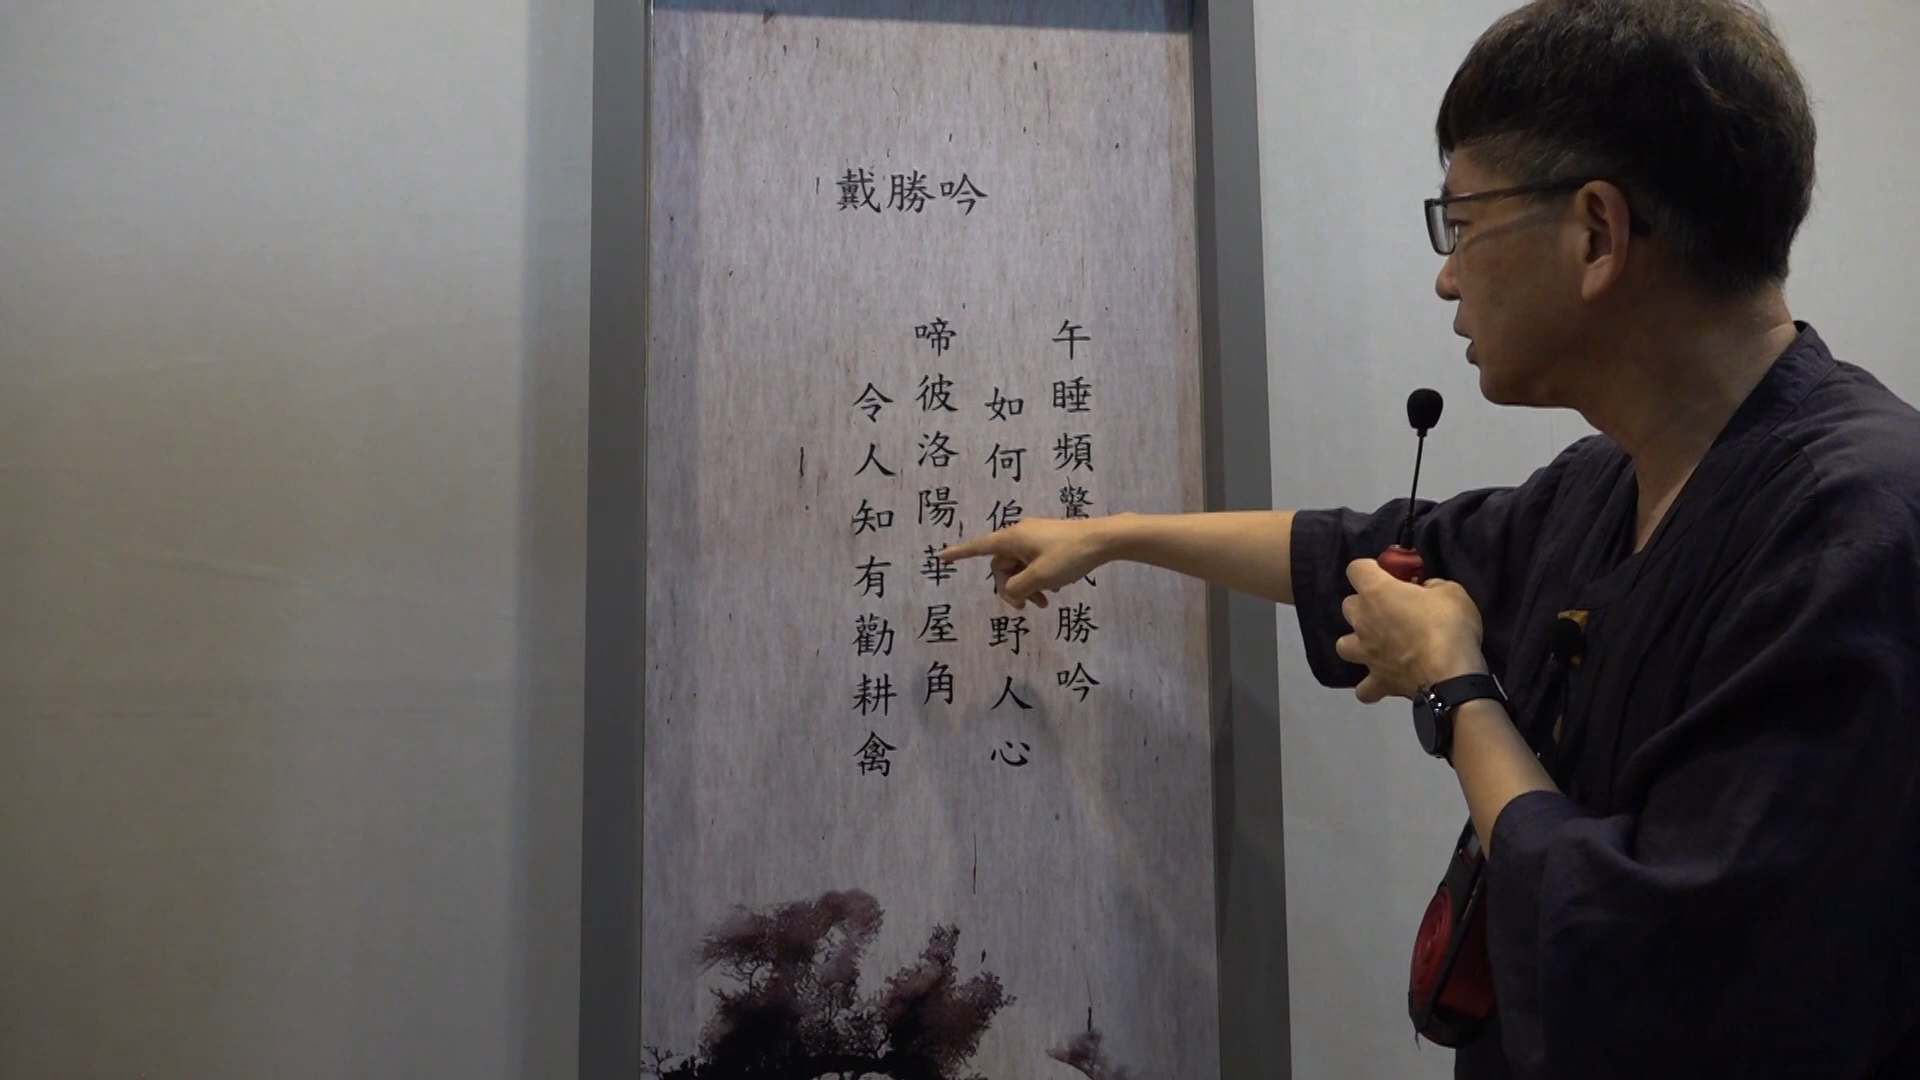 戴勝吟
午睡頻驚勝吟
如何偏野人心
啼彼洛陽華屋角
令人知有勸耕禽